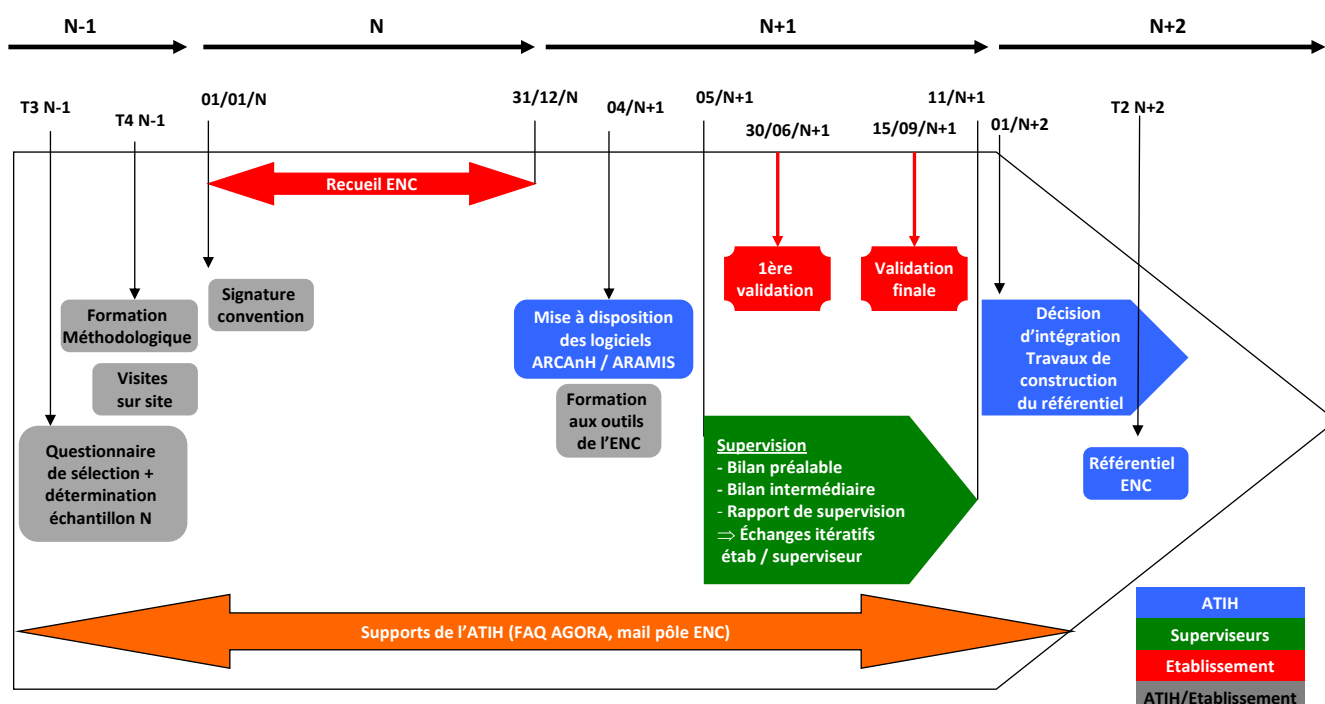 N-1
N
N+1
N+2
T3 N-1
T4 N-1
01/01/N
31/12/N
04/N+1
05/N+1
30/06/N+1
15/09/N+1
11/N+1
01/N+2
T2 N+2
Recueil ENC
Formation
Méthodologique
Visites
sur site
Questionnaire
de sélection +
détermination
échantillon N
Signature
convention
Mise à disposition
des logiciels
ARCAnH / ARAMIS
Formation
aux outils
de l’ENC
1ère
validation
Validation
finale
Supervision
- Bilan préalable
- Bilan intermédiaire
- Rapport de supervision
⇒ Échanges itératifs
étab / superviseur
Décision
d’intégration
Travaux de
construction
du référentiel
Référentiel
ENC
Supports de l’ATIH (FAQ AGORA, mail pôle ENC)
ATIH
Superviseurs
Etablissement
ATIH/Etablissement